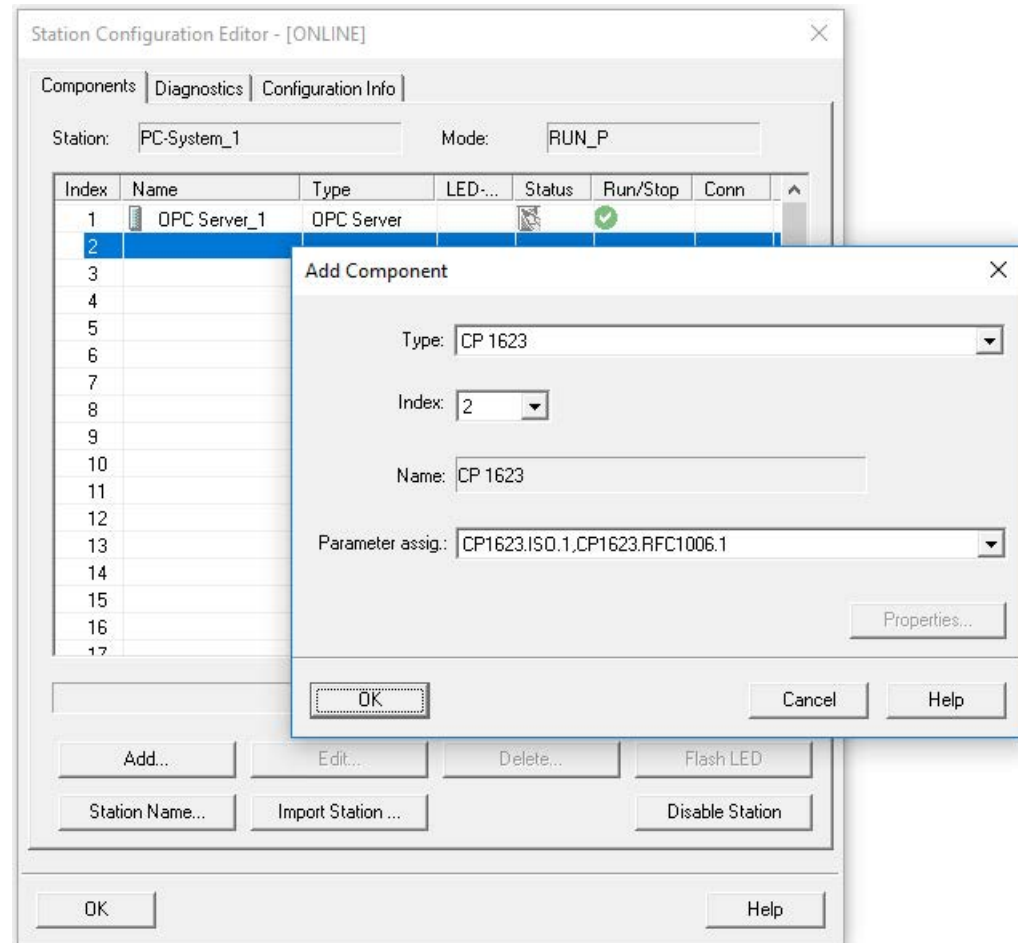 Station Configuration Editor - [ONLINE]
Components Diagnostics Configuration Info
Station: PC-System_1 Mode: RUN_P
Index Name Type LED-... Status Run/Stop Conn
1 OPC Server_1 OPC Server
2
3
4
5
6
7
8
9
10
11
12
13
14
15
16
17
Add Component
Type: CP 1623
Index: 2
Name: CP 1623
Parameter assig.: CP1623.ISO.1,CP1623.RFC1006.1
Properties...
OK Cancel Help
Add... Edit... Delete... Flash LED
Station Name... Import Station ... Disable Station
OK Help